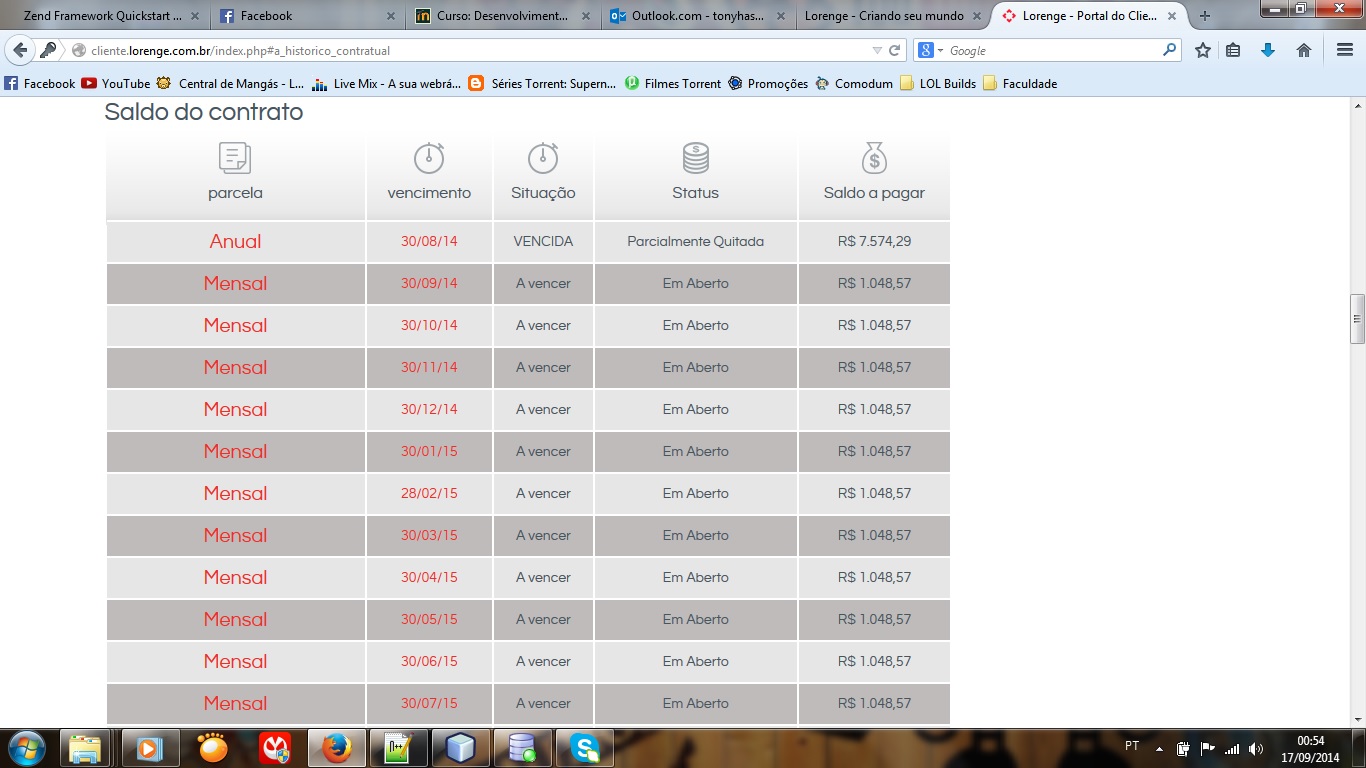 Zend Framework Quickstart ...
Facebook
Curso: Desenvolviment...
Outlook.com - tonyhas...
Lorenge - Criando seu mundo
Lorenge - Portal do Clie...
cliente.lorenge.com.br/index.php#a_historico_contratual
Google
Facebook YouTube Central de Mangás - L... Live Mix - A sua webrá... Séries Torrent: Supern... Filmes Torrent Promoções Comodum LOL Builds Faculdade
Saldo do contrato
parcela vencimento Situação Status Saldo a pagar
Anual 30/08/14 VENCIDA Parcialmente Quitada R$ 7.574,29
Mensal 30/09/14 A vencer Em Aberto R$ 1.048,57
Mensal 30/10/14 A vencer Em Aberto R$ 1.048,57
Mensal 30/11/14 A vencer Em Aberto R$ 1.048,57
Mensal 30/12/14 A vencer Em Aberto R$ 1.048,57
Mensal 30/01/15 A vencer Em Aberto R$ 1.048,57
Mensal 28/02/15 A vencer Em Aberto R$ 1.048,57
Mensal 30/03/15 A vencer Em Aberto R$ 1.048,57
Mensal 30/04/15 A vencer Em Aberto R$ 1.048,57
Mensal 30/05/15 A vencer Em Aberto R$ 1.048,57
Mensal 30/06/15 A vencer Em Aberto R$ 1.048,57
Mensal 30/07/15 A vencer Em Aberto R$ 1.048,57
PT
00:54
17/09/2014